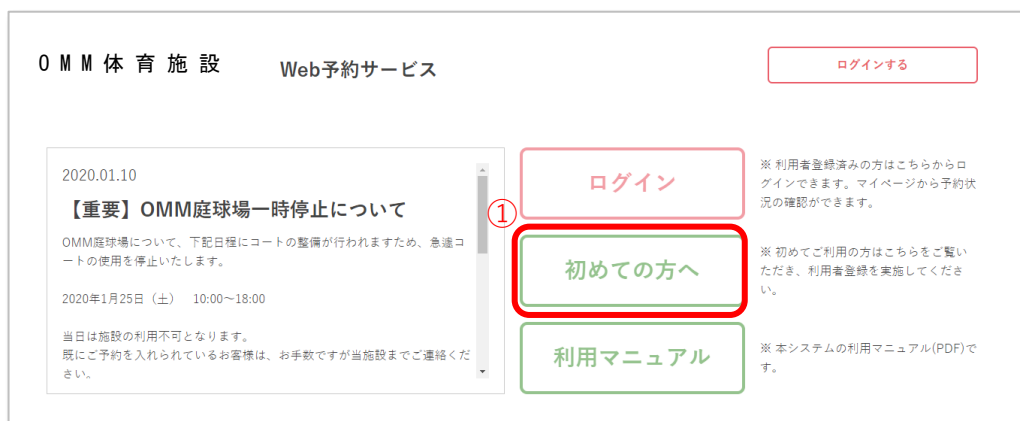 OMM体育施設
Web予約サービス
ログインする
2020.01.10
【重要】OMM庭球場一時停止について
OMM庭球場について、下記日程にコートの整備が行われますため、急遽コ
ートの使用を停止いたします。
2020年1月25日（土） 10:00~18:00
当日は施設の利用不可となります。
既にご予約を入れられているお客様は、お手数ですが当施設までご連絡くだ
さい。
ログイン
※ 利用者登録済みの方はこちらからロ
グインできます。マイページから予約状
況の確認ができます。
①
初めての方へ
※ 初めてご利用の方はこちらをご覧い
ただき、利用者登録を実施してくださ
い。
利用マニュアル
※ 本システムの利用マニュアル(PDF)で
す。